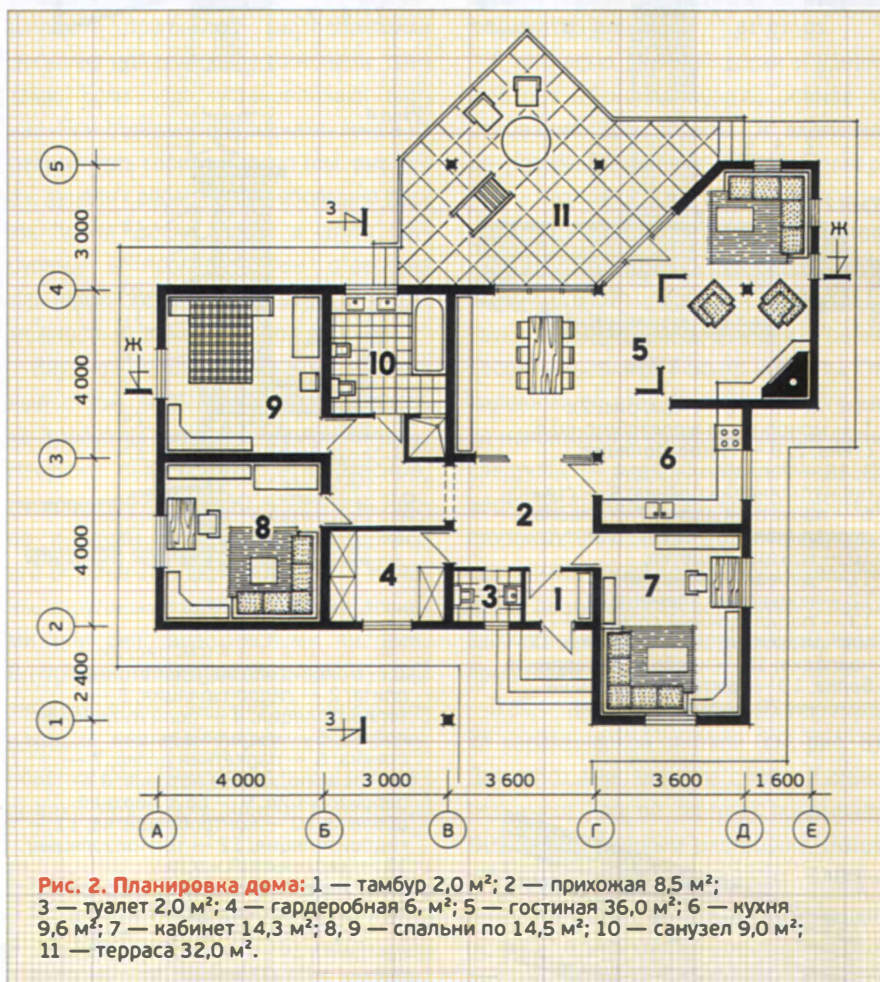 5
11
3
3 000
Ж
4
5
10
Ж
9
4 000
6
3
2
8
4 000
4
7
3
1
2
2 400
1
3
4 000
3 000
3 600
3 600
1 600
А
Б
В
Г
Д
Е
Рис. 2. Планировка дома: 1 — тамбур 2,0 м²; 2 — прихожая 8,5 м²;
3 — туалет 2,0 м²; 4 — гардеробная 6, м²; 5 — гостиная 36,0 м²; 6 — кухня
9,6 м²; 7 — кабинет 14,3 м²; 8, 9 — спальни по 14,5 м²; 10 — санузел 9,0 м²;
11 — терраса 32,0 м².